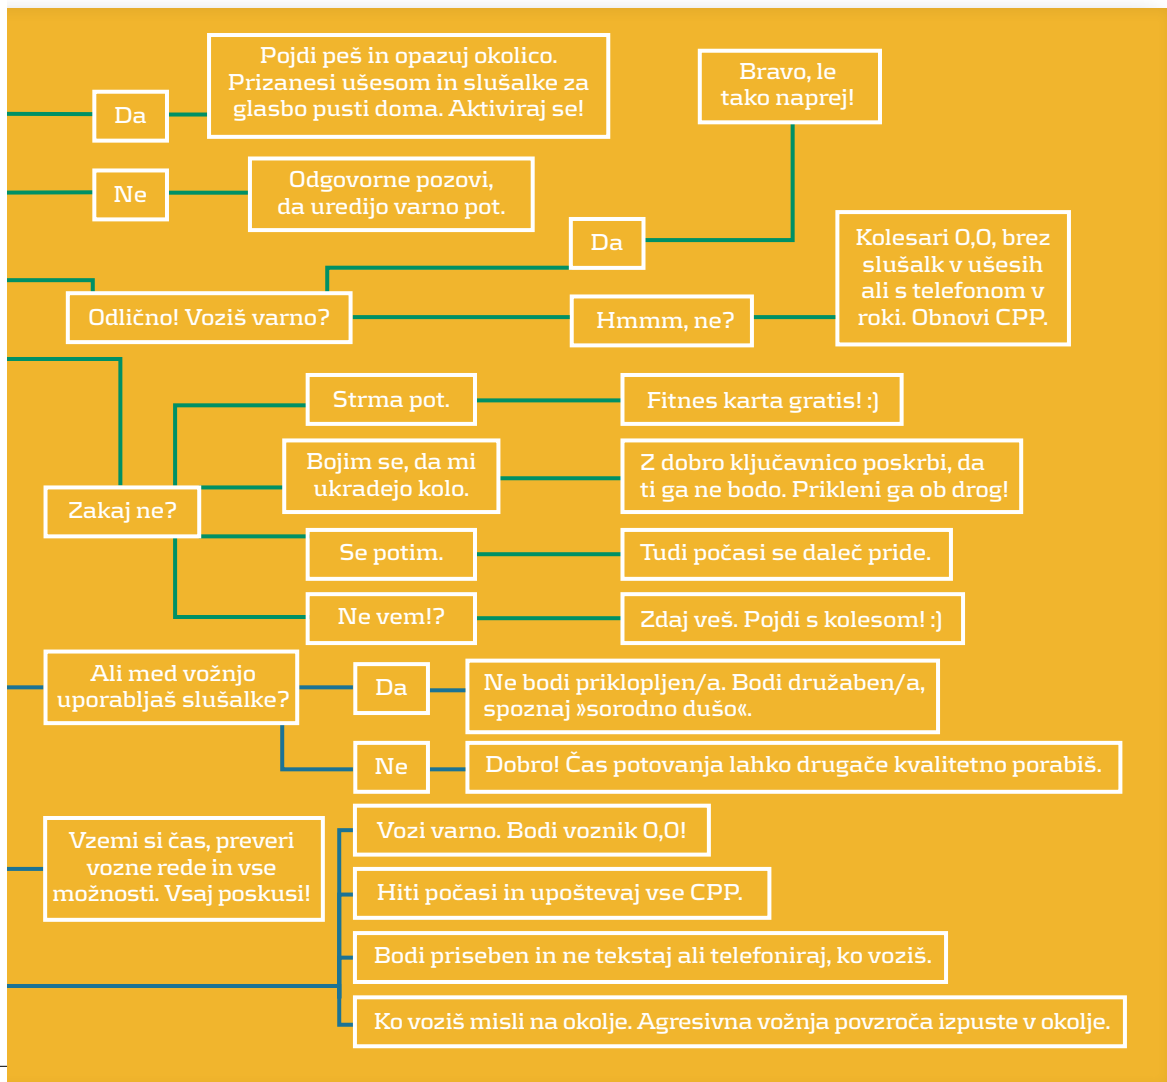 Da
Pojdi peš in opazuj okolico.
Prizanesi ušesom in slušalke za
glasbo pusti doma. Aktiviraj se!
Bravo, le
tako naprej!
Ne
Odgovorne pozovi,
da uredijo varno pot.
Da
Kolesari 0,0, brez
slušalk v ušesih
ali s telefonom v
roki. Obnovi CPP.
Odlično! Voziš varno?
Hmmm, ne?
Strma pot.
Fitnes karta gratis! :)
Bojim se, da mi
ukradejo kolo.
Z dobro ključavnico poskrbi, da
ti ga ne bodo. Prikleni ga ob drog!
Zakaj ne?
Se potim.
Tudi počasi se daleč pride.
Ne vem!?
Zdaj veš. Pojdi s kolesom! :)
Ali med vožnjo
uporabljaš slušalke?
Da
Ne bodi priklopljen/a. Bodi družaben/a,
spoznaj »sorodno dušo«.
Ne
Dobro! Čas potovanja lahko drugače kvalitetno porabiš.
Vzemi si čas, preveri
vozne rede in vse
možnosti. Vsaj poskusi!
Vozi varno. Bodi voznik 0,0!
Hiti počasi in upoštevaj vse CPP.
Bodi priseben in ne tekstaj ali telefoniraj, ko voziš.
Ko voziš misli na okolje. Agresivna vožnja povzroča izpuste v okolje.